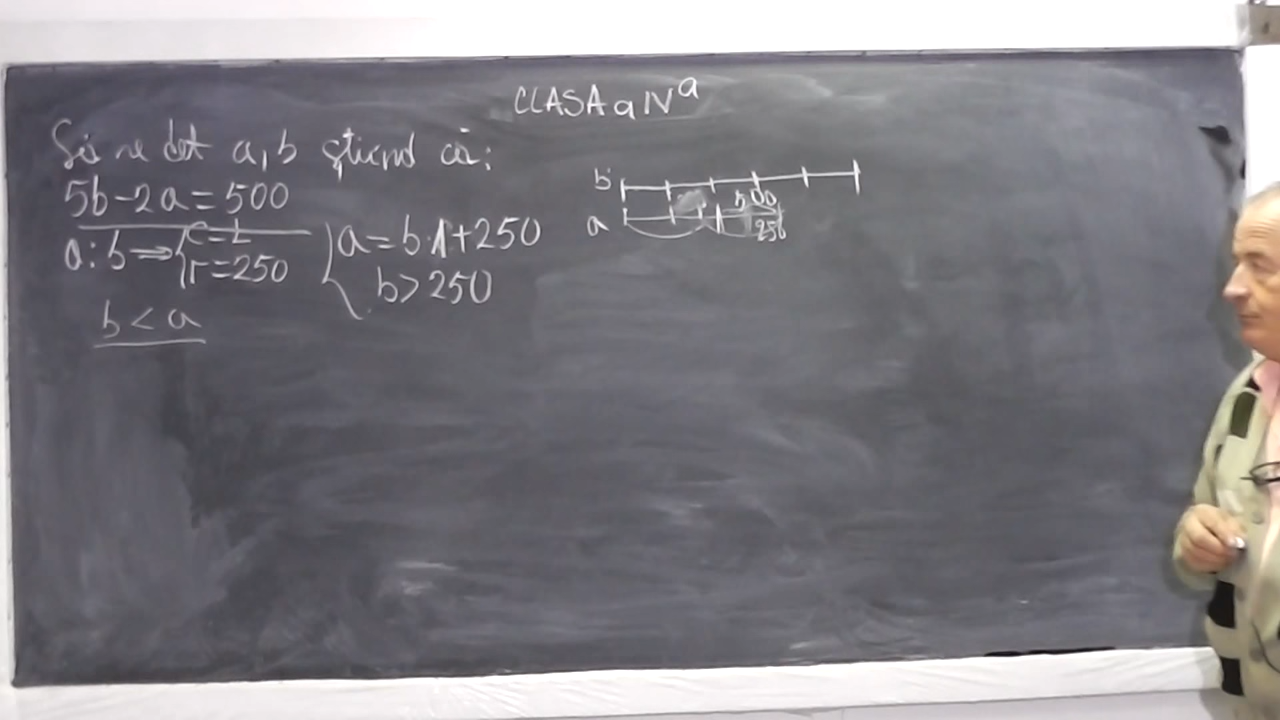 CLASA a IV a
Să se det a, b știind că:
5b-2a=500
a:b⇒{c=1
r=250
{a=b·1+250
b>250
b<a
b
500
a
250